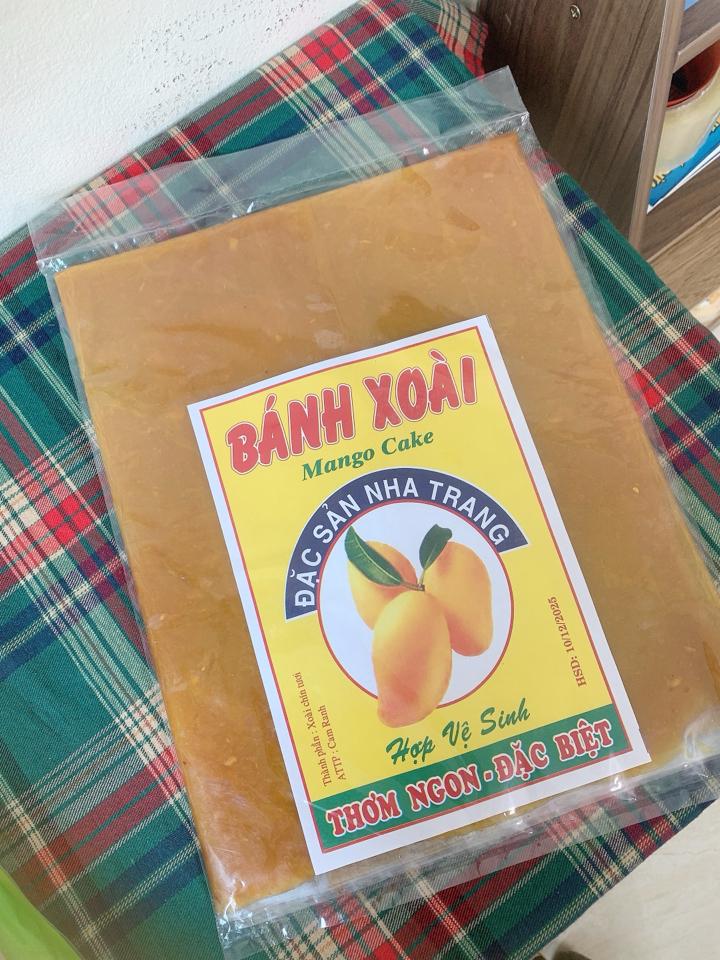 BÁNH XOÀI
Mango Cake
ĐẶC SẢN NHA TRANG
Thành phần : Xoài chín tươi
ATTP : Cam Ranh
HSD: 10/12/2025
Hợp Vệ Sinh
THƠM NGON - ĐẶC BIỆT